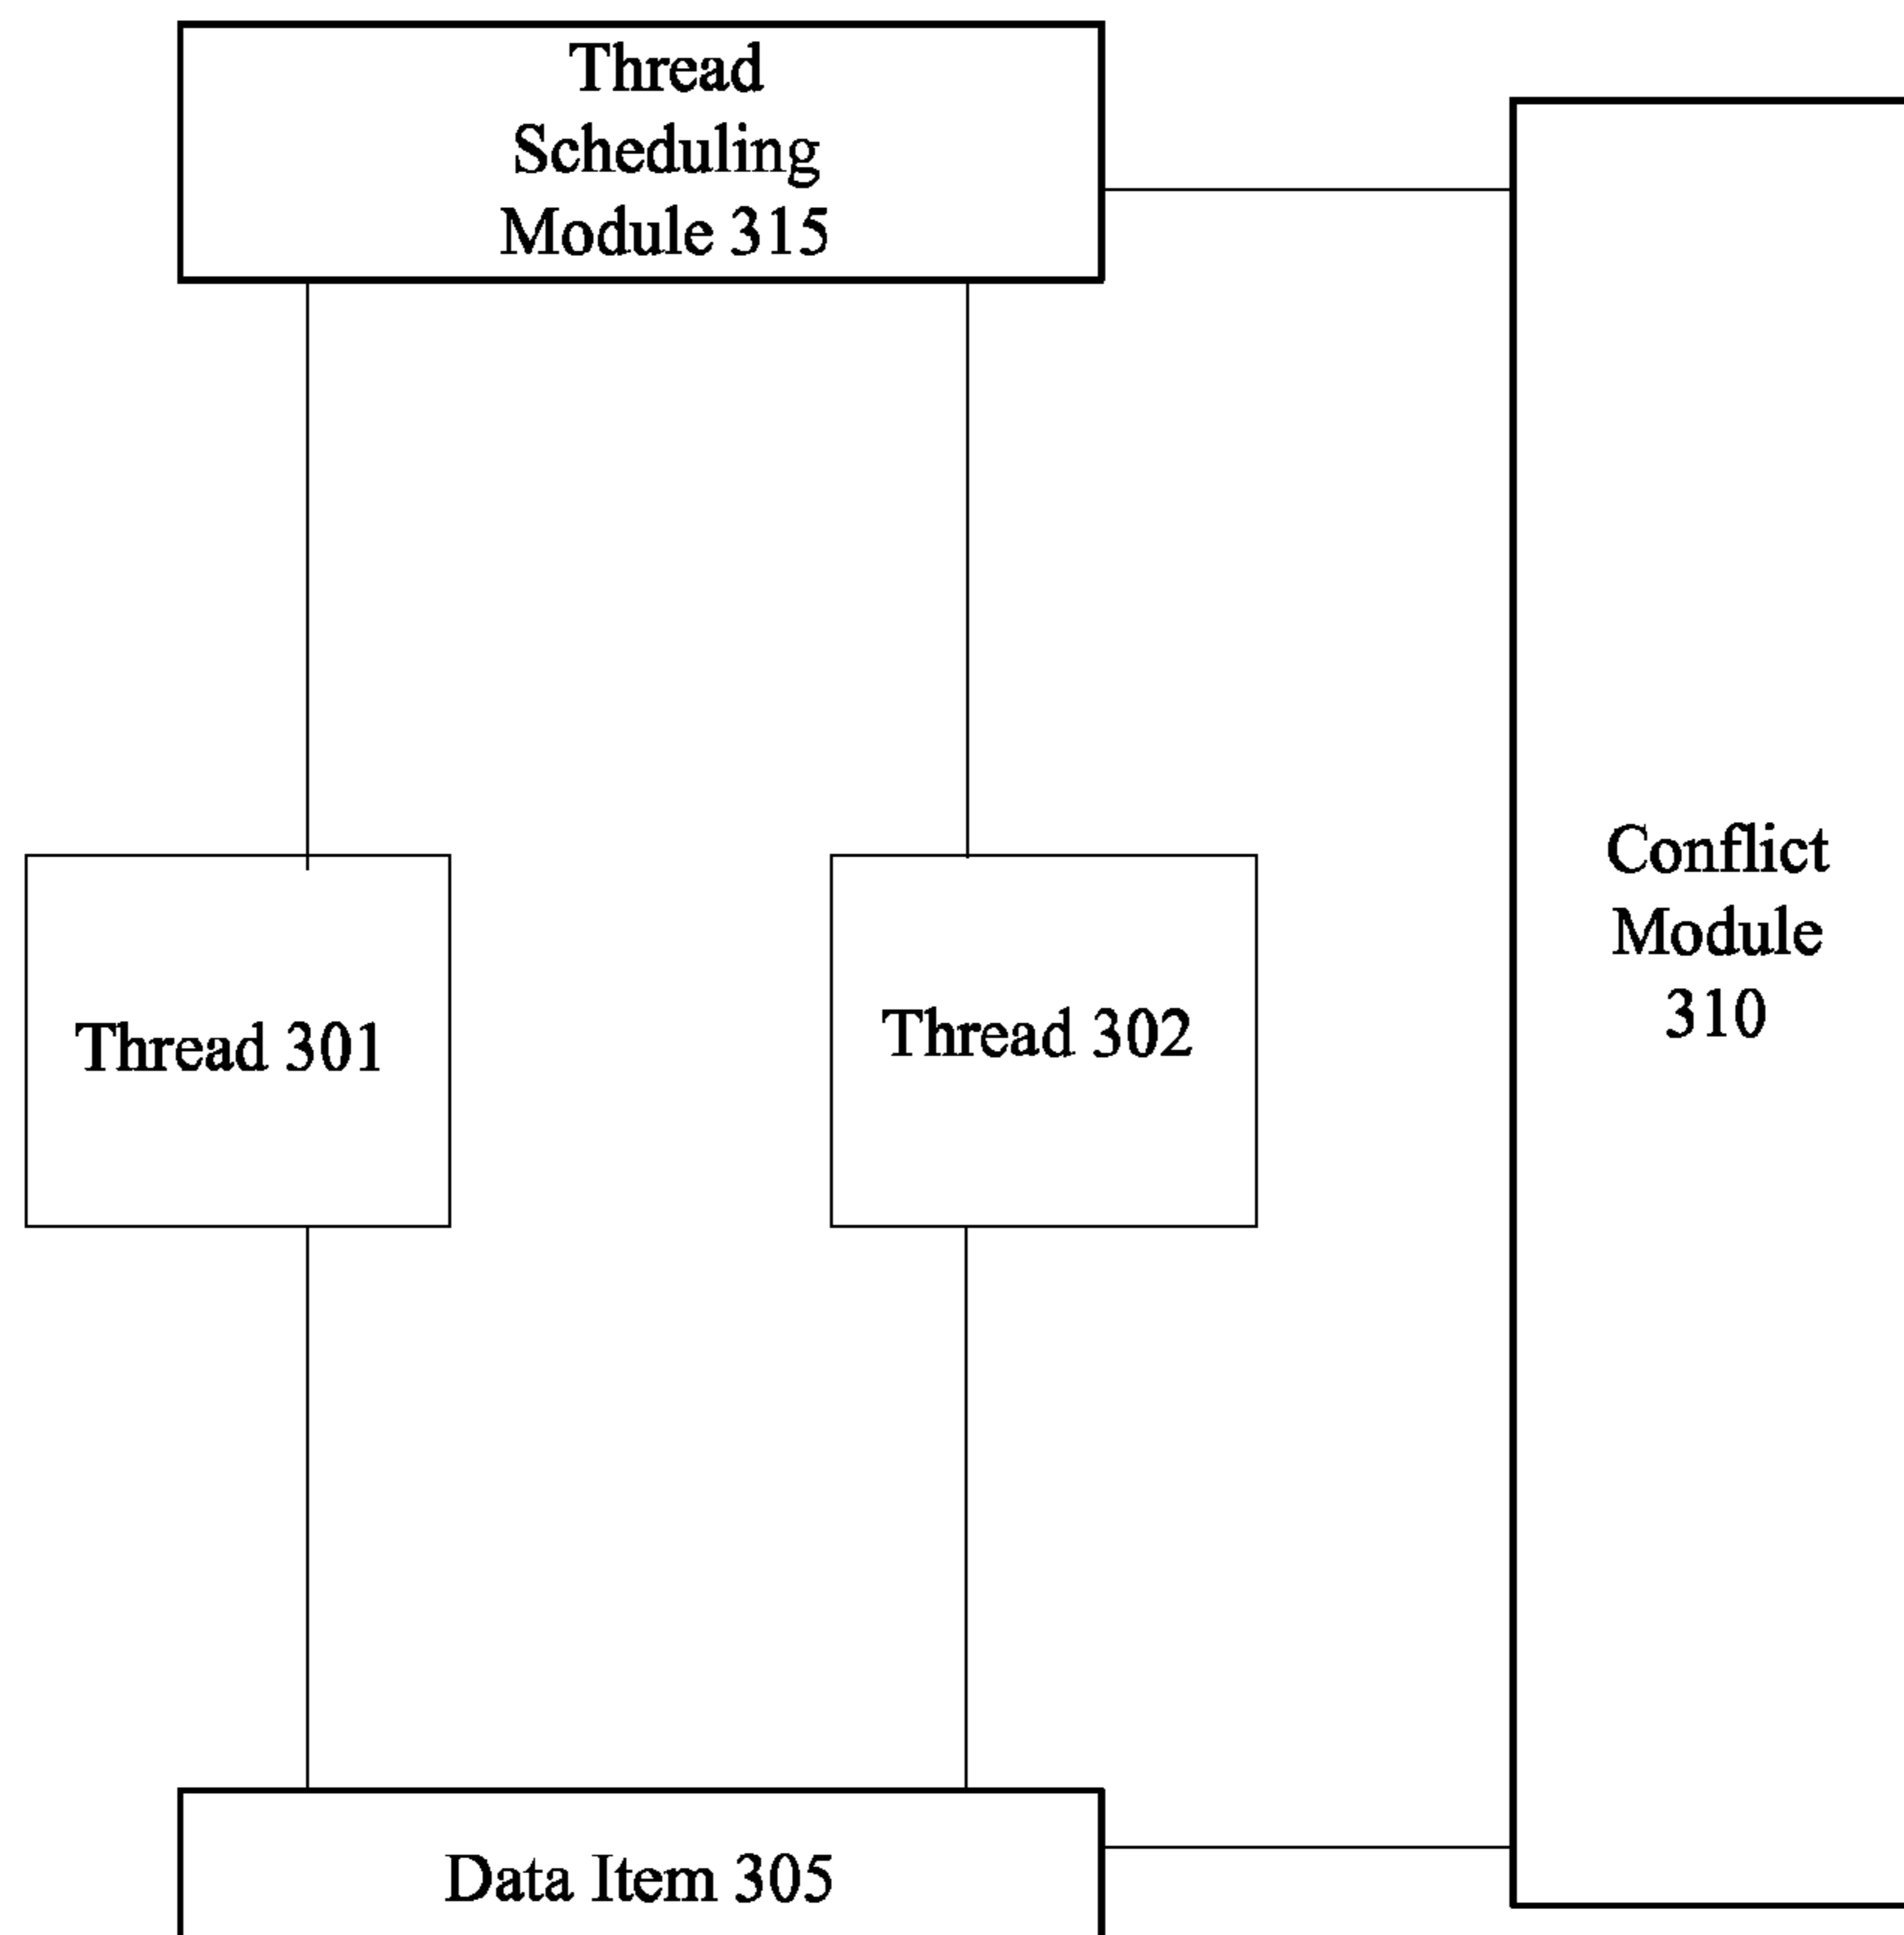 Thread
Scheduling
Module 315
Conflict
Module
310
Thread 301
Thread 302
Data Item 305